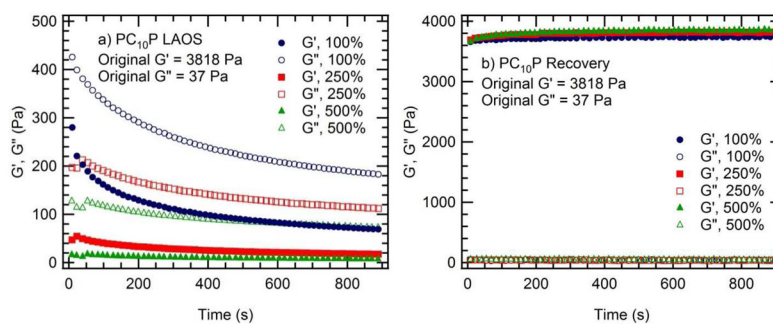 a) PC10P LAOS
Original G' = 3818 Pa
Original G" = 37 Pa
G', 100%
G", 100%
G', 250%
G", 250%
G', 500%
G", 500%
500
400
300
200
100
0
G', G" (Pa)
0 200 400 600 800
Time (s)
b) PC10P Recovery
Original G' = 3818 Pa
Original G" = 37 Pa
G', 100%
G", 100%
G', 250%
G", 250%
G', 500%
G", 500%
4000
3000
2000
1000
0
G', G" (Pa)
0 200 400 600 800
Time (s)